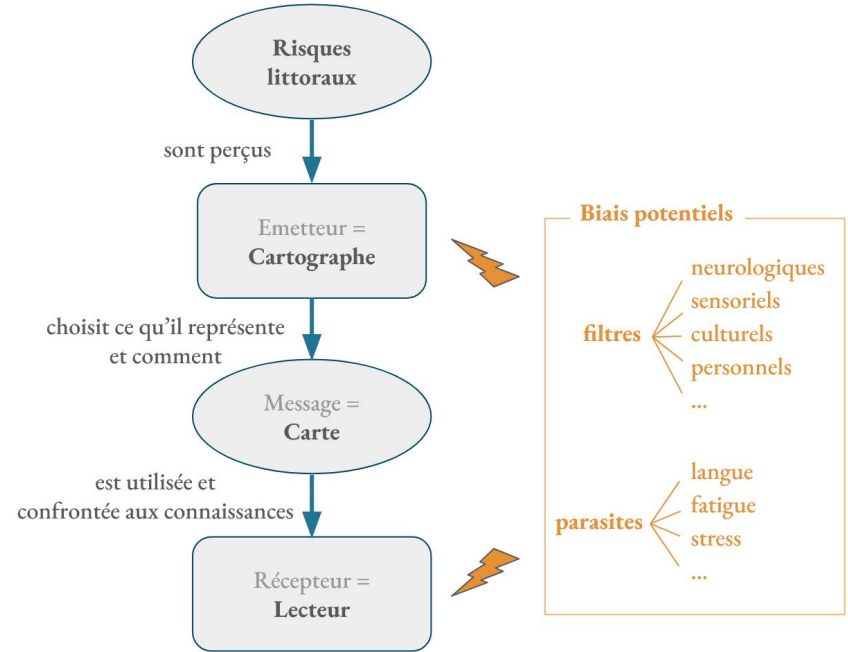 Risques
littoraux
sont perçus
Emetteur =
Cartographe
choisit ce qu'il représente
et comment
Message =
Carte
est utilisée et
confrontée aux connaissances
Récepteur =
Lecteur
Biais potentiels
filtres
neurologiques
sensoriels
culturels
personnels
...
parasites
langue
fatigue
stress
...